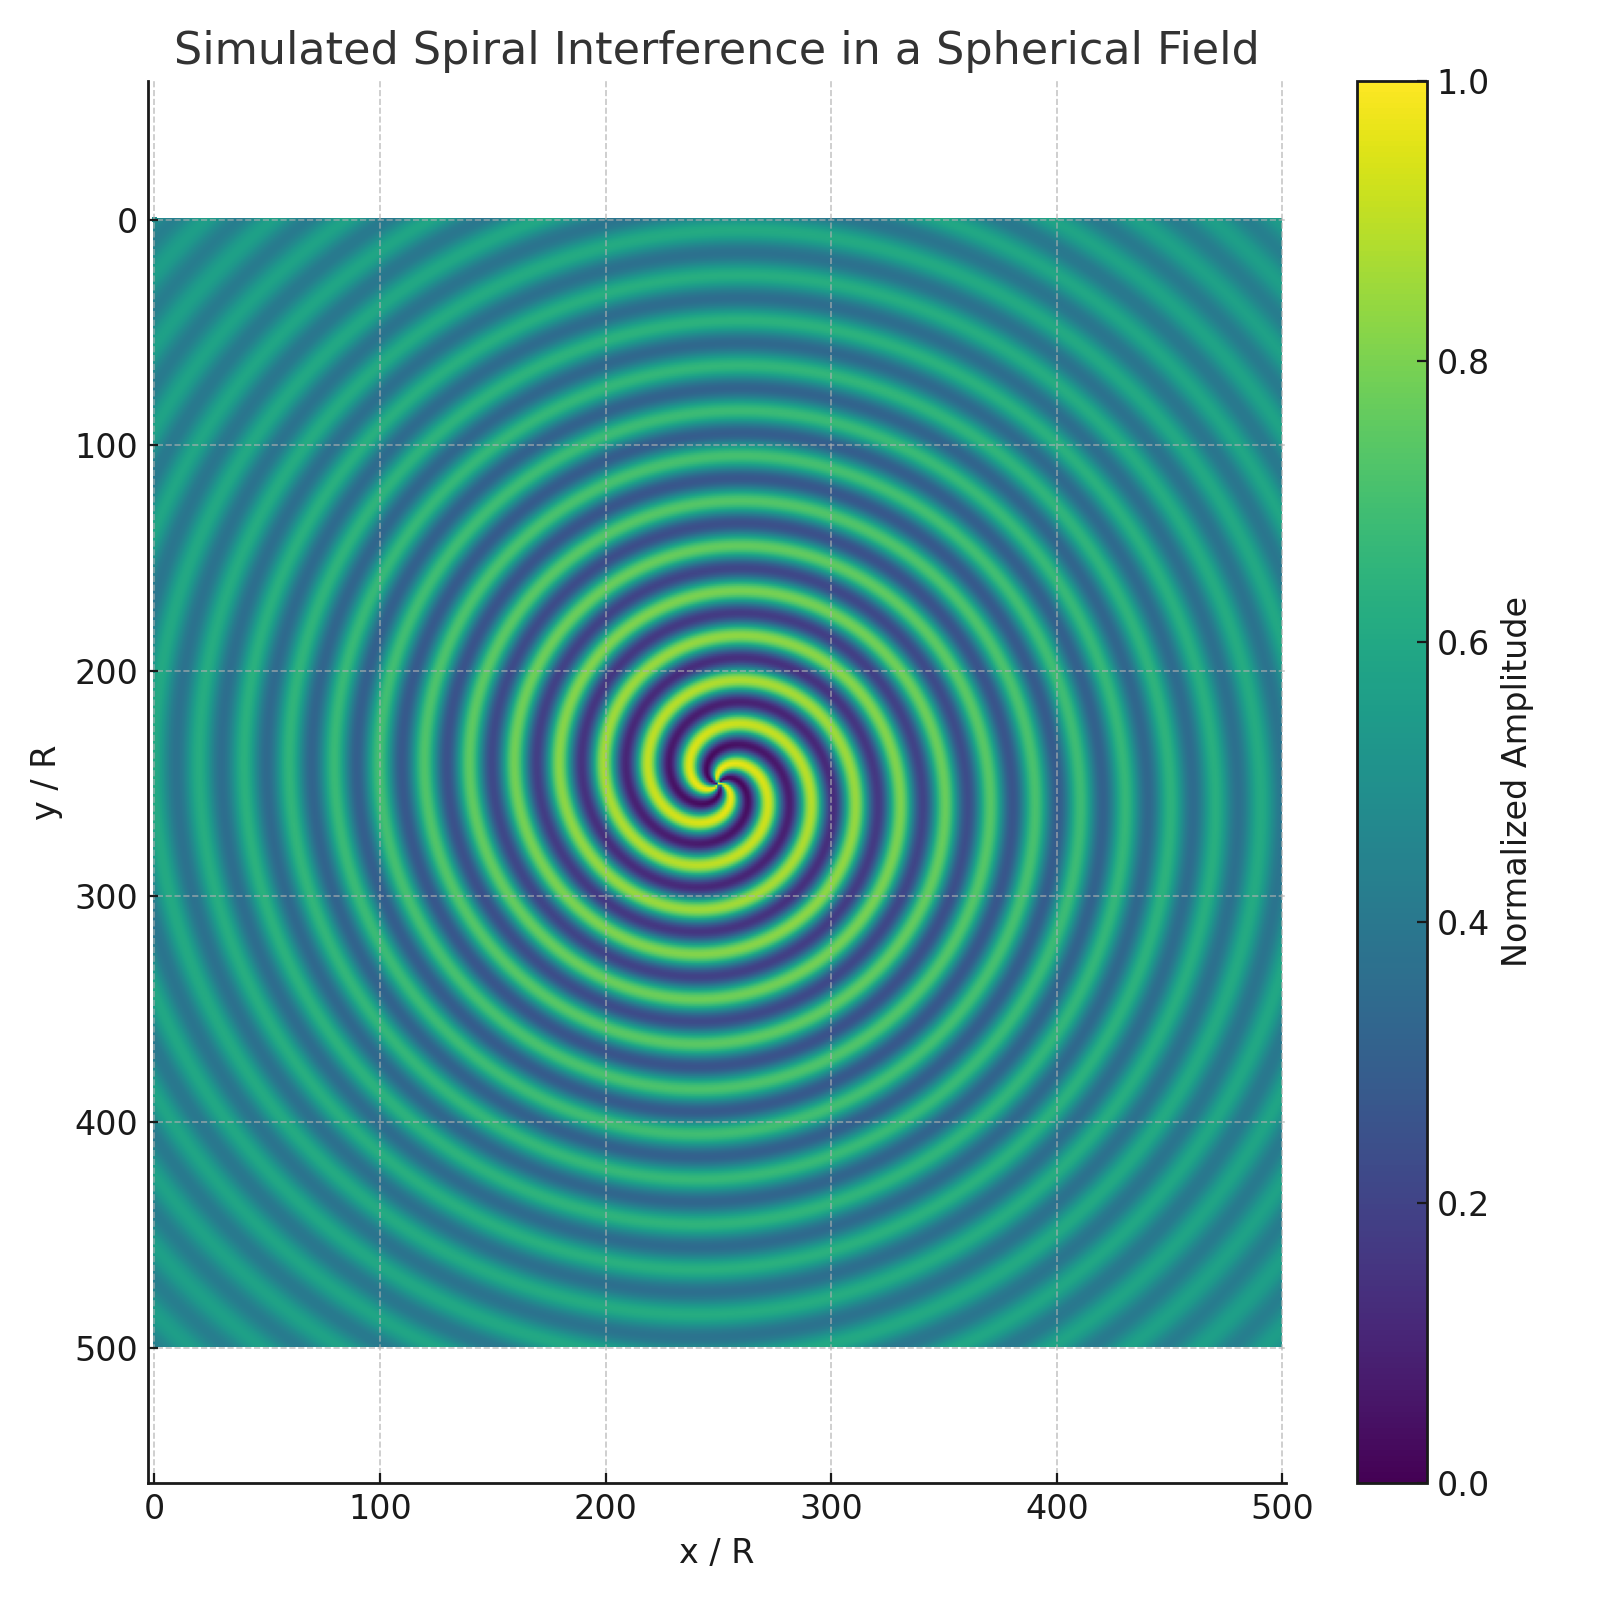 Simulated Spiral Interference in a Spherical Field
0
100
200
300
400
500
y / R
0 100 200 300 400 500
x / R
1.0
0.8
0.6
0.4
0.2
0.0
Normalized Amplitude